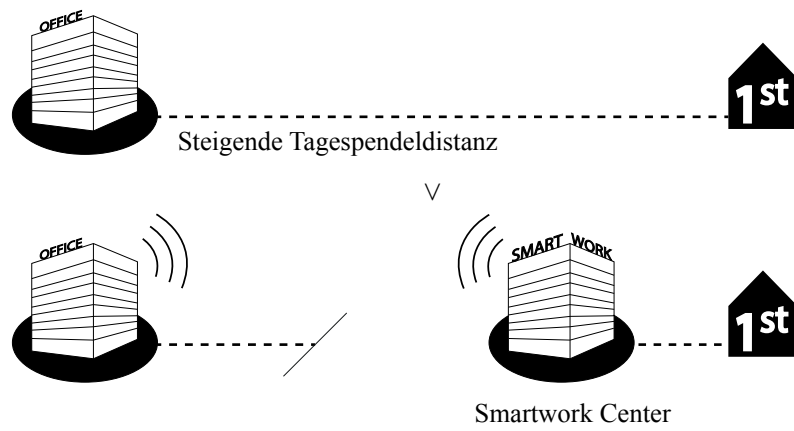 OFFICE
1st
Steigende Tagespendeldistanz
OFFICE
SMART WORK
1st
Smartwork Center